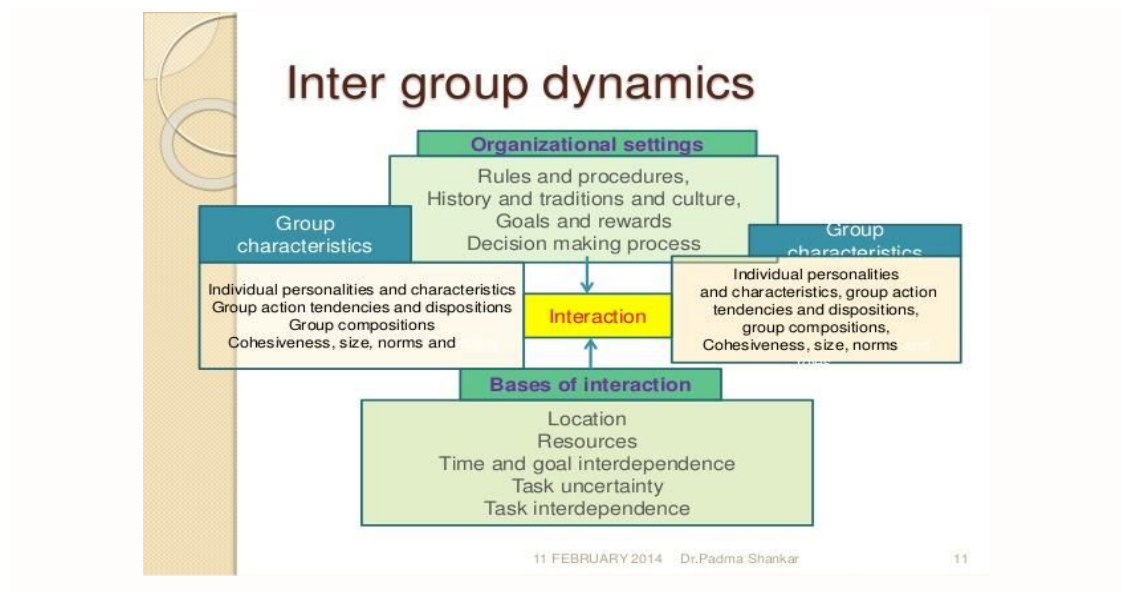 Inter group dynamics
Organizational settings
Rules and procedures,
History and traditions and culture,
Goals and rewards
Decision making process
Group
characteristics
Individual personalities and characteristics
Group action tendencies and dispositions
Group compositions
Cohesiveness, size, norms and
Interaction
Group
characteristics
Individual personalities
and characteristics, group action
tendencies and dispositions,
group compositions,
Cohesiveness, size, norms and
Bases of interaction
Location
Resources
Time and goal interdependence
Task uncertainty
Task interdependence
11 FEBRUARY 2014 Dr.Padma Shankar 11